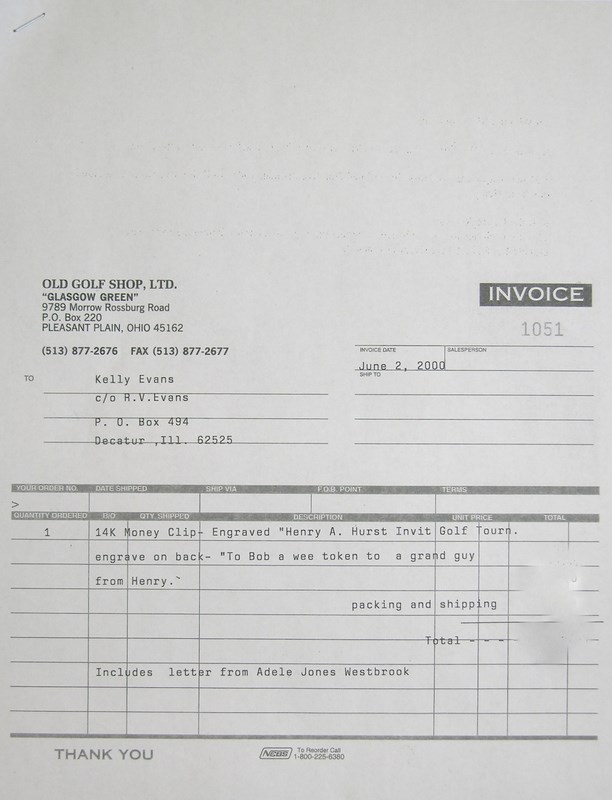 OLD GOLF SHOP, LTD.
"GLASGOW GREEN"
9789 Morrow Rossburg Road
P.O. Box 220
PLEASANT PLAIN, OHIO 45162
(513) 877-2676 FAX (513) 877-2677
INVOICE
1051
INVOICE DATE SALESPERSON
June 2, 2000
SHIP TO
TO Kelly Evans
c/o R.V.Evans
P. O. Box 494
Decatur ,Ill. 62525
YOUR ORDER NO. DATE SHIPPED SHIP VIA F.O.B. POINT TERMS
>
QUANTITY ORDERED B/O QTY. SHIPPED DESCRIPTION UNIT PRICE TOTAL
1 14K Money Clip- Engraved "Henry A. Hurst Invit Golf Tourn.
engrave on back- "To Bob a wee token to a grand guy
from Henry.`
packing and shipping
Total - - -
Includes letter from Adele Jones Westbrook
THANK YOU
NEBS To Reorder Call
1-800-225-6380